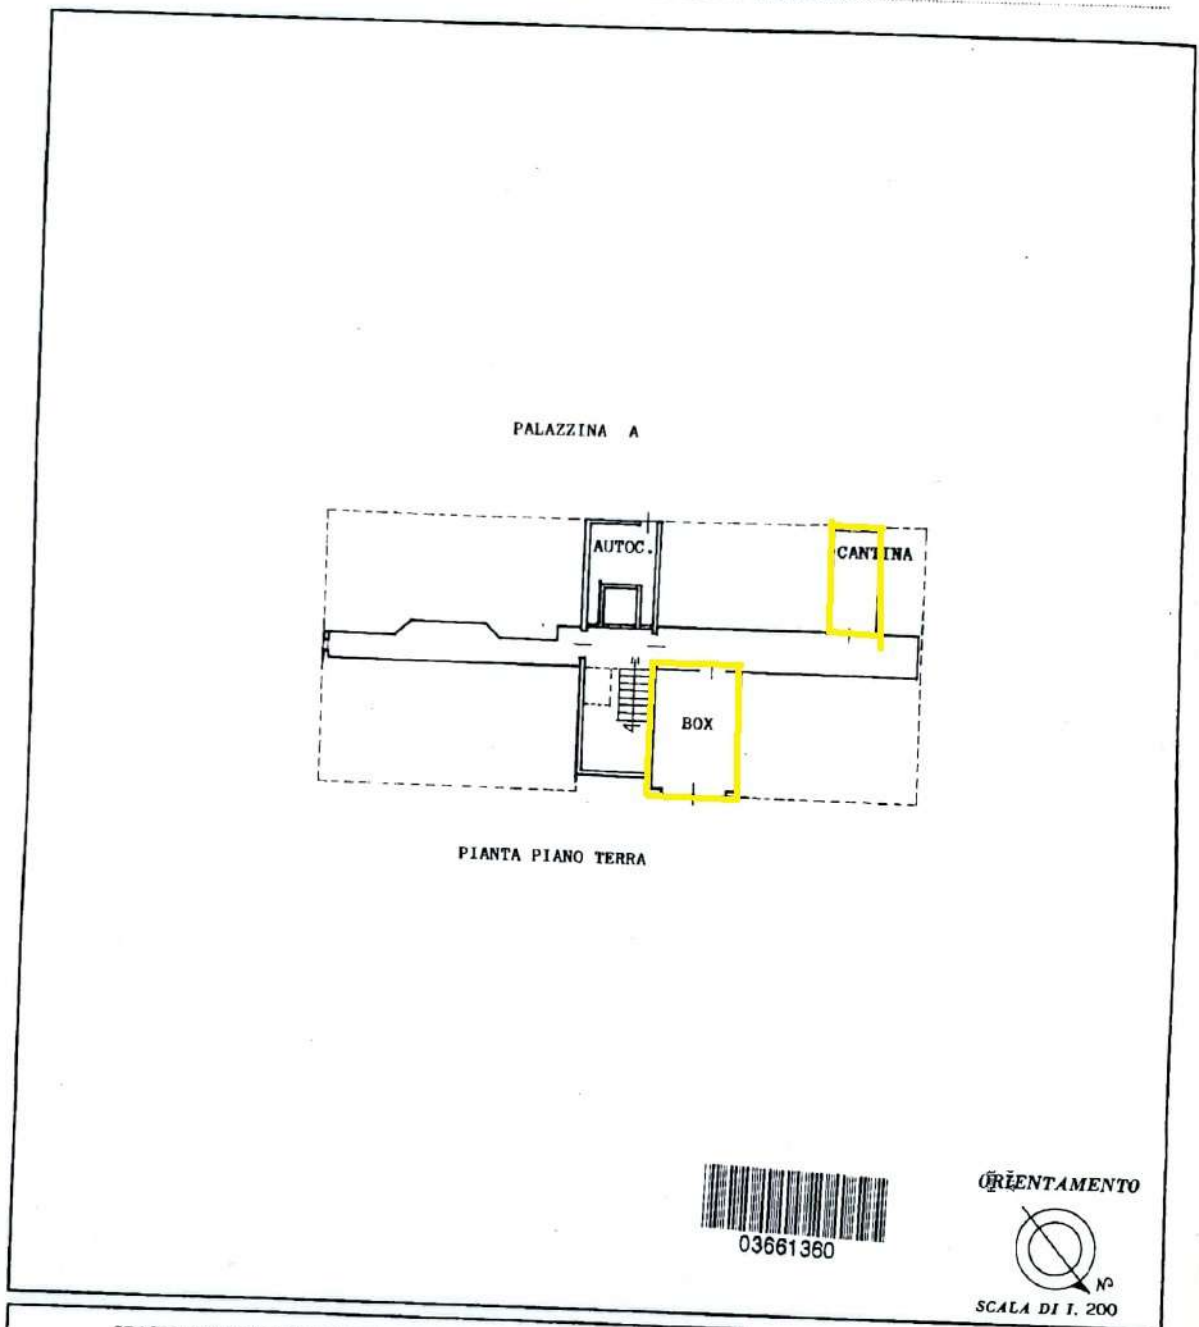 PALAZZINA A
AUTOC.
CANTINA
BOX
PIANTA PIANO TERRA
03661360
ORIENTAMENTO
N
SCALA DI 1. 200